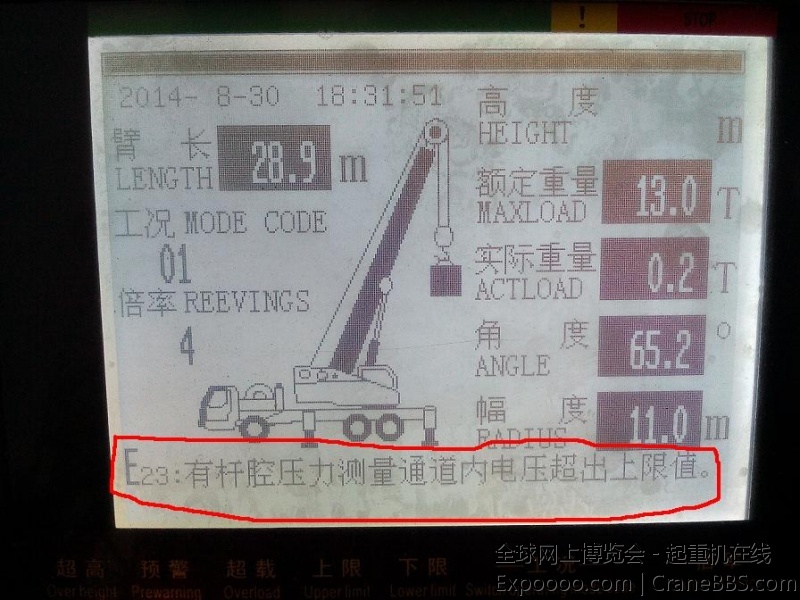 ! STOP
2014- 8-30 18:31:51
臂 长
LENGTH 28.9 m
工况 MODE CODE
01
倍率 REEVINGS
4
高 度
HEIGHT m
额定重量
MAXLOAD 13.0 T
实际重量
ACTLOAD 0.2 T
角 度
ANGLE 65.2 °
幅 度
RADIUS 11.0 m
E23:有杆腔压力测量通道内电压超出上限值。
超高 预警 超载 上限 下限
Overheight Prewarning Overload Upperlimit Lowerlimit
全球网上博览会 - 起重机在线
Expoooo.com | CraneBBS.com